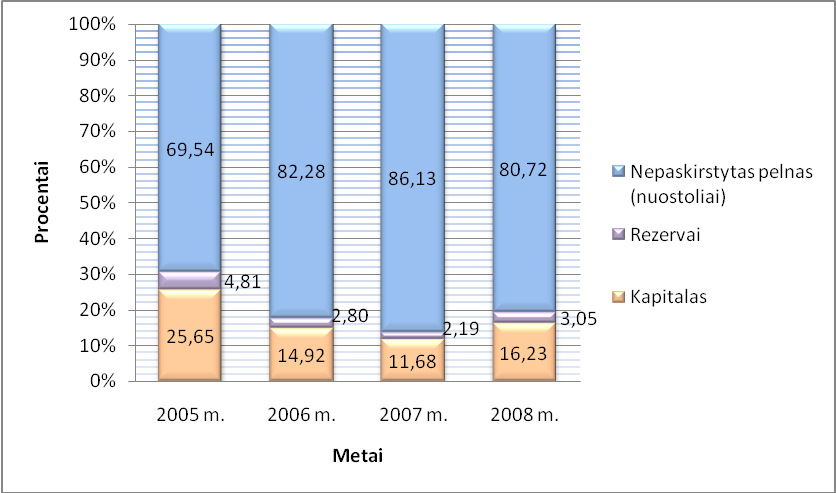 100%
90%
80%
70%
60%
50%
40%
30%
20%
10%
0%
Procentai
69,54
4,81
25,65
82,28
2,80
14,92
86,13
2,19
11,68
80,72
3,05
16,23
2005 m.
2006 m.
2007 m.
2008 m.
Metai
Nepaskirstytas pelnas
(nuostoliai)
Rezervai
Kapitalas